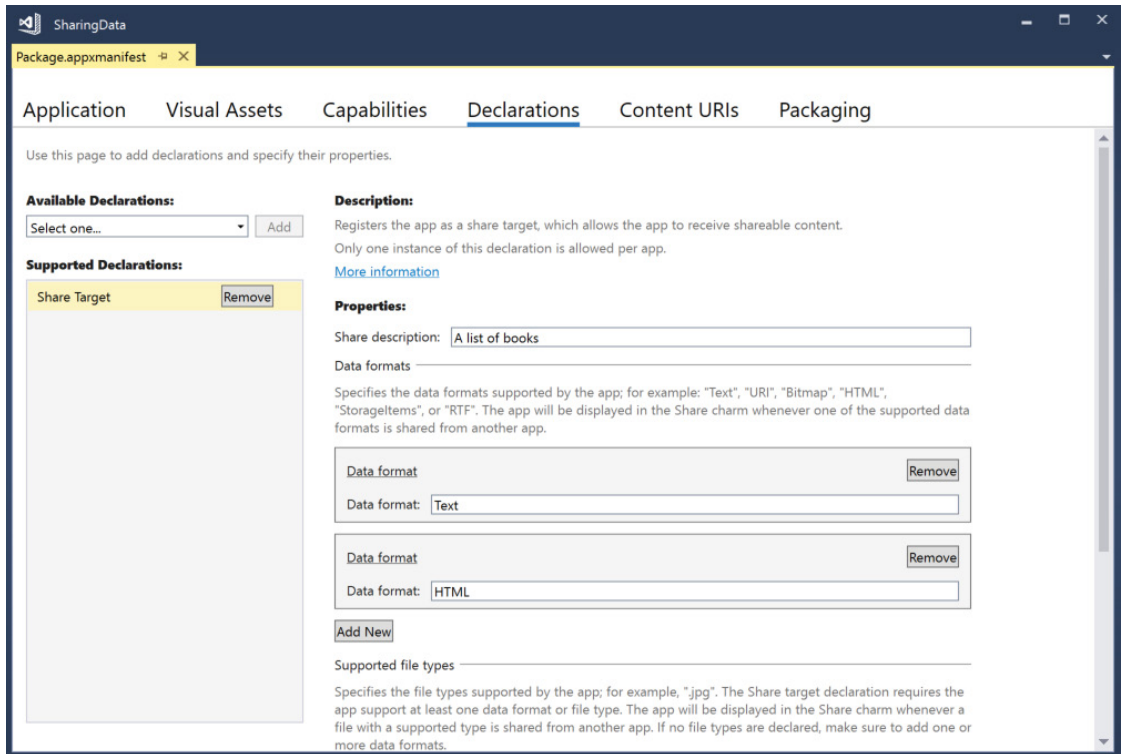 SharingData
Package.appxmanifest
Application Visual Assets Capabilities Declarations Content URIs Packaging
Use this page to add declarations and specify their properties.
Available Declarations:
Select one...
Add
Supported Declarations:
Share Target
Remove
Description:
Registers the app as a share target, which allows the app to receive shareable content.
Only one instance of this declaration is allowed per app.
More information
Properties:
Share description: A list of books
Data formats
Specifies the data formats supported by the app; for example: "Text", "URI", "Bitmap", "HTML",
"StorageItems", or "RTF". The app will be displayed in the Share charm whenever one of the supported data
formats is shared from another app.
Data format
Remove
Data format: Text
Data format
Remove
Data format: HTML
Add New
Supported file types
Specifies the file types supported by the app; for example, ".jpg". The Share target declaration requires the
app support at least one data format or file type. The app will be displayed in the Share charm whenever a
file with a supported type is shared from another app. If no file types are declared, make sure to add one or
more data formats.